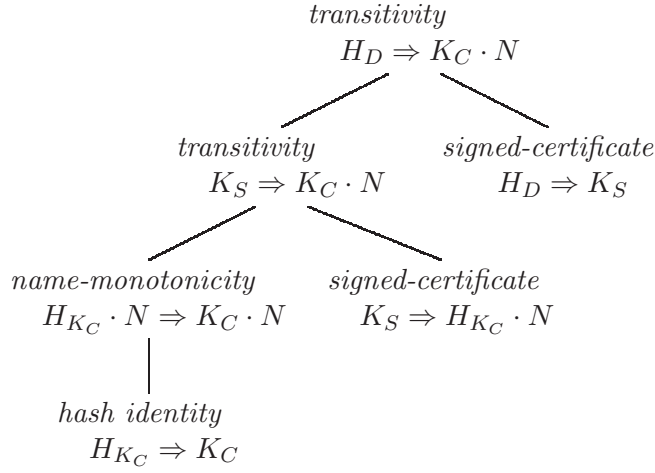 transitivity
H_D ⇒ K_C · N
transitivity
K_S ⇒ K_C · N
signed-certificate
H_D ⇒ K_S
name-monotonicity
H_{K_C} · N ⇒ K_C · N
signed-certificate
K_S ⇒ H_{K_C} · N
hash identity
H_{K_C} ⇒ K_C